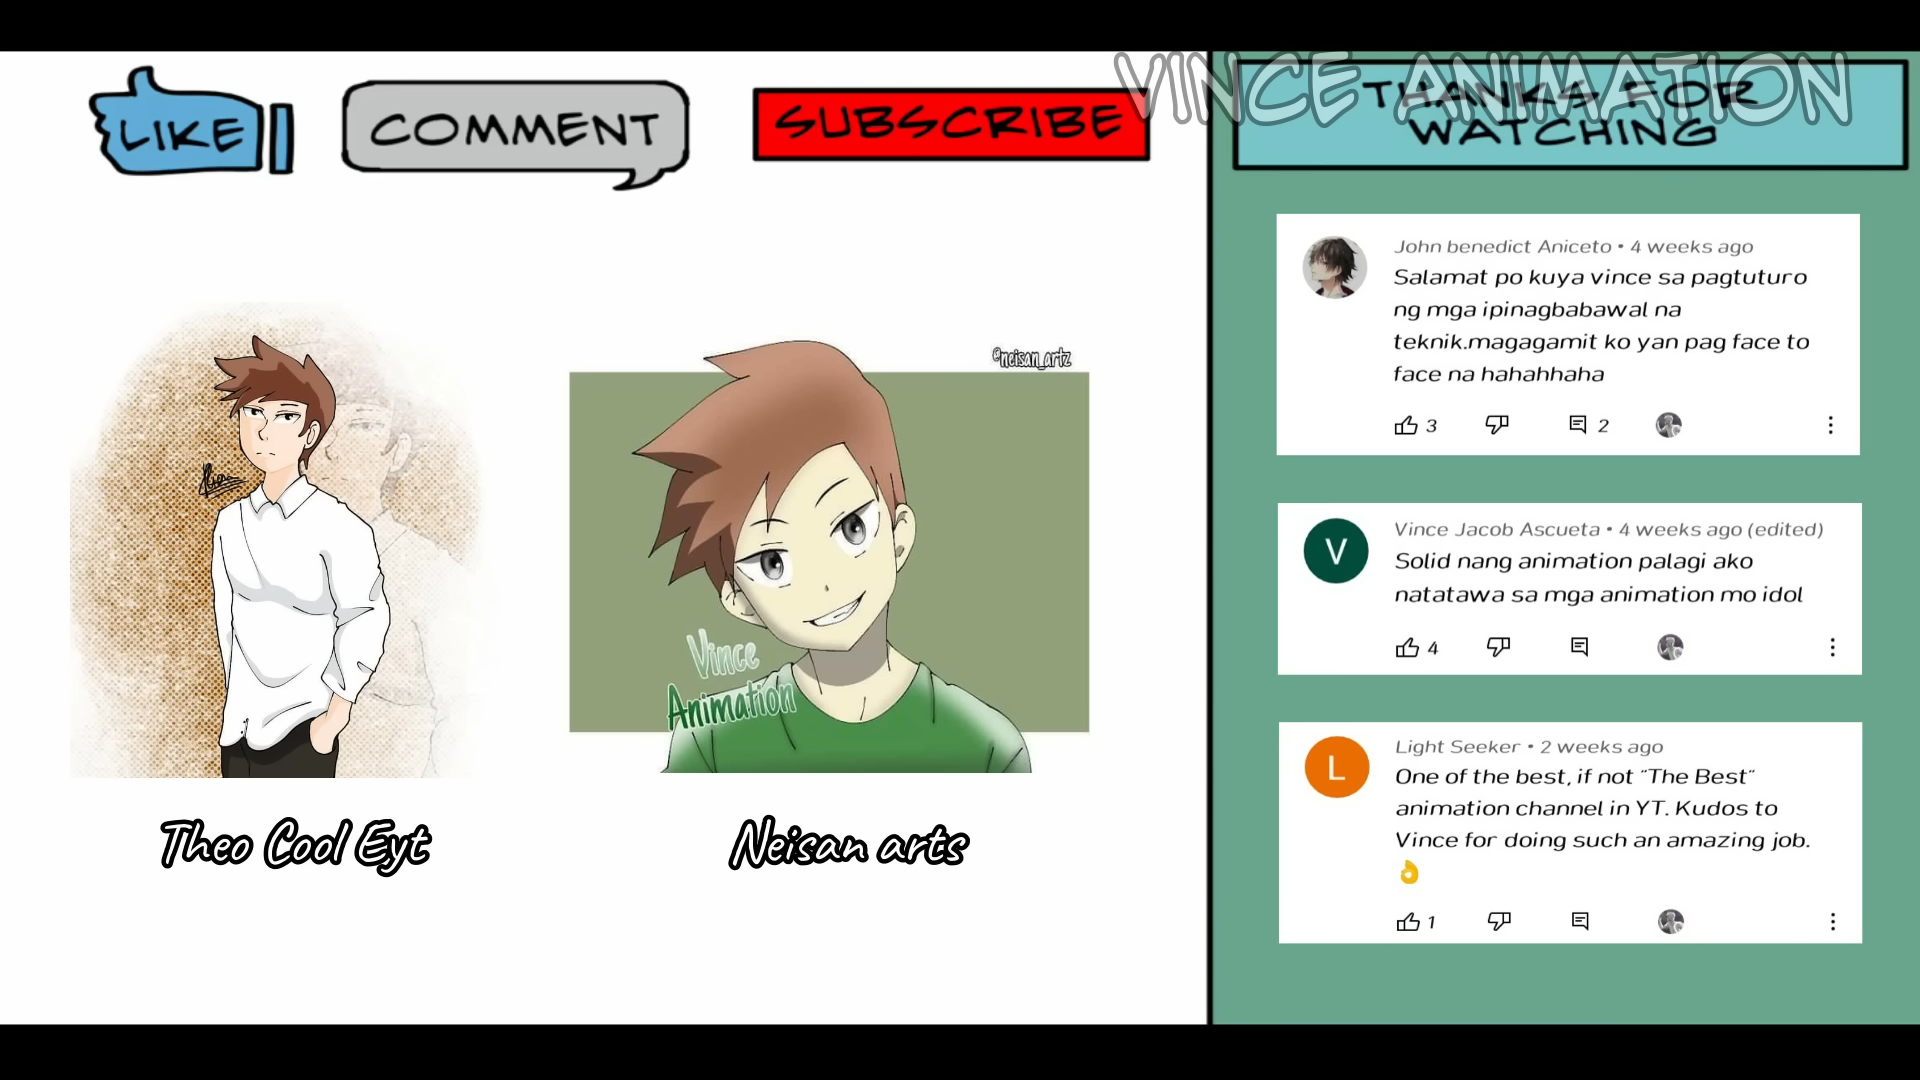 LIKE
COMMENT
SUBSCRIBE
VINCE ANIMATION
THANKS FOR
WATCHING
@neisan_artz
Vince
Animation
Theo Cool Eyt
Neisan arts
John benedict Aniceto • 4 weeks ago
Salamat po kuya vince sa pagtuturo
ng mga ipinagbabawal na
teknik.magagamit ko yan pag face to
face na hahahhaha
3
2
V
Vince Jacob Ascueta • 4 weeks ago (edited)
Solid nang animation palagi ako
natatawa sa mga animation mo idol
4
L
Light Seeker • 2 weeks ago
One of the best, if not "The Best"
animation channel in YT. Kudos to
Vince for doing such an amazing job.
👌
1